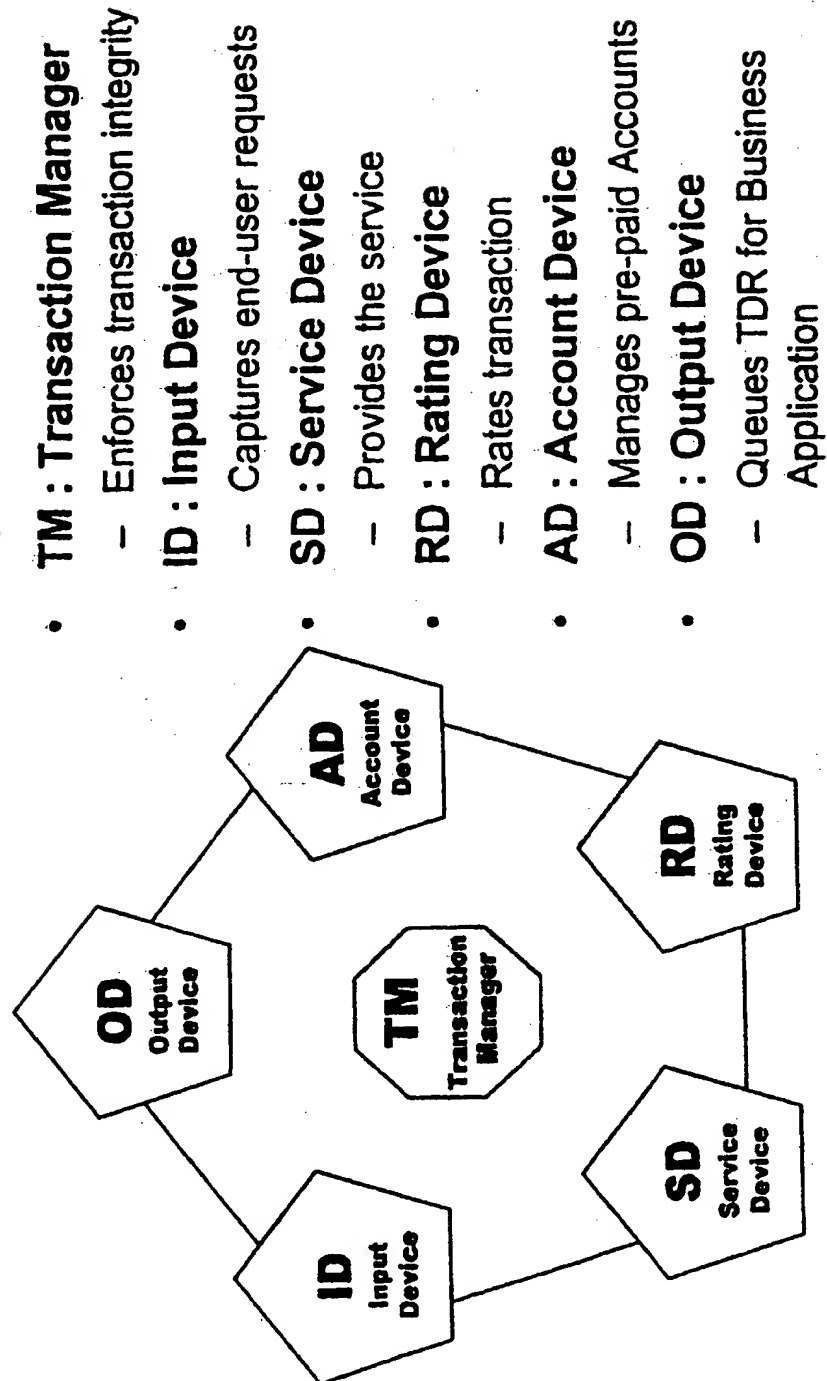 OD
Output
Device
ID
Input
Device
AD
Account
Device
TM
Transaction
Manager
SD
Service
Device
RD
Rating
Device
• TM : Transaction Manager
– Enforces transaction integrity
• ID : Input Device
– Captures end-user requests
• SD : Service Device
– Provides the service
• RD : Rating Device
– Rates transaction
• AD : Account Device
– Manages pre-paid Accounts
• OD : Output Device
– Queues TDR for Business
Application